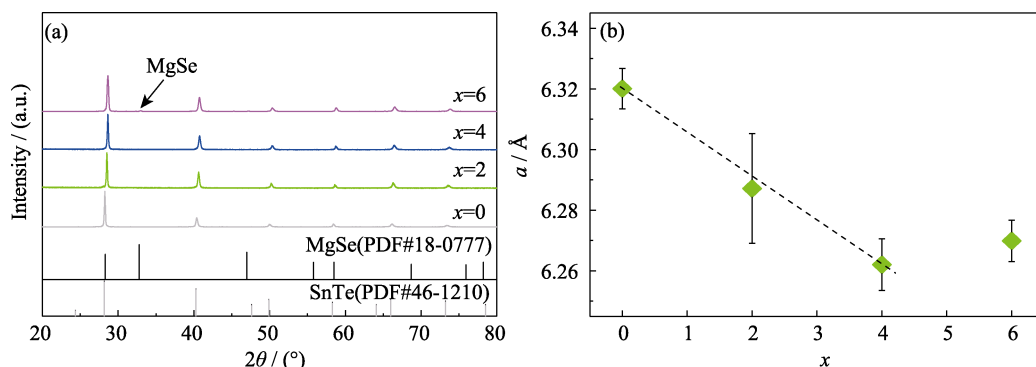 (a)
MgSe
x=6
x=4
x=2
x=0
MgSe(PDF#18-0777)
SnTe(PDF#46-1210)
Intensity / (a.u.)
20 30 40 50 60 70 80
2θ / (°)
(b)
6.34
6.32
6.30
6.28
6.26
a / Å
0 1 2 3 4 5 6
x